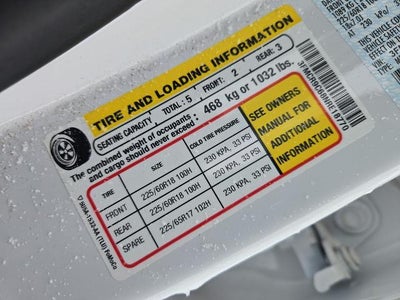 TIRE AND LOADING INFORMATION
SEATING CAPACITY TOTAL: 5 FRONT: 2 REAR: 3
The combined weight of occupants
and cargo should never exceed: 468 kg or 1032 lbs.
TIRE SIZE COLD TIRE PRESSURE
FRONT 225/60R18 100H 230 KPA, 33 PSI
REAR 225/60R18 100H 230 KPA, 33 PSI
SPARE 225/65R17 102H 230 KPA, 33 PSI
SEE OWNERS
MANUAL FOR
ADDITIONAL
INFORMATION